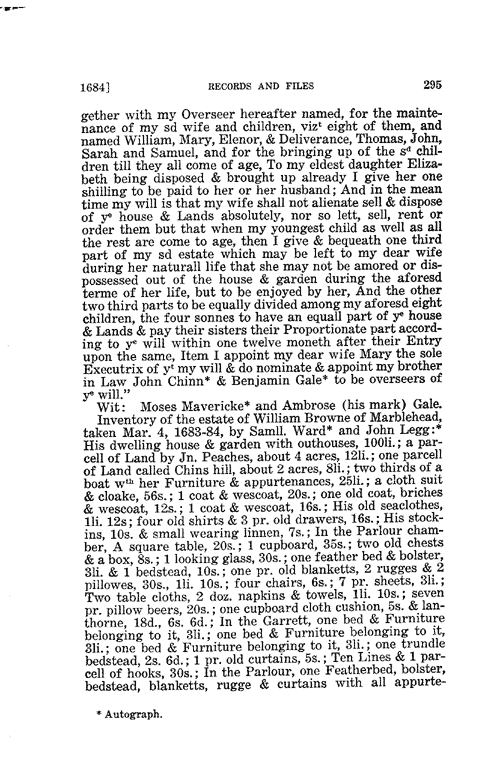 1684]
RECORDS AND FILES
295
gether with my Overseer hereafter named, for the mainte-
nance of my sd wife and children, vizᵗ eight of them, and
named William, Mary, Elenor, & Deliverance, Thomas, John,
Sarah and Samuel, and for the bringing up of the sᵈ chil-
dren till they all come of age, To my eldest daughter Eliza-
beth being disposed & brought up already I give her one
shilling to be paid to her or her husband; And in the mean
time my will is that my wife shall not alienate sell & dispose
of yᵉ house & Lands absolutely, nor so lett, sell, rent or
order them but that when my youngest child as well as all
the rest are come to age, then I give & bequeath one third
part of my sd estate which may be left to my dear wife
during her naturall life that she may not be amored or dis-
possessed out of the house & garden during the aforesd
terme of her life, but to be enjoyed by her, And the other
two third parts to be equally divided among my aforesd eight
children, the four sonnes to have an equall part of yᵉ house
& Lands & pay their sisters their Proportionate part accord-
ing to yᵉ will within one twelve moneth after their Entry
upon the same, Item I appoint my dear wife Mary the sole
Executrix of yᵗ my will & do nominate & appoint my brother
in Law John Chinn* & Benjamin Gale* to be overseers of
yᵉ will."
Wit: Moses Mavericke* and Ambrose (his mark) Gale.
Inventory of the estate of William Browne of Marblehead,
taken Mar. 4, 1683-84, by Samll. Ward* and John Legg:*
His dwelling house & garden with outhouses, 100li.; a par-
cell of Land by Jn. Peaches, about 4 acres, 12li.; one parcell
of Land called Chins hill, about 2 acres, 8li.; two thirds of a
boat wᵗʰ her Furniture & appurtenances, 25li.; a cloth suit
& cloake, 56s.; 1 coat & wescoat, 20s.; one old coat, briches
& wescoat, 12s.; 1 coat & wescoat, 16s.; His old seaclothes,
1li. 12s; four old shirts & 3 pr. old drawers, 16s.; His stock-
ins, 10s. & small wearing linnen, 7s.; In the Parlour cham-
ber, A square table, 20s.; 1 cupboard, 35s.; two old chests
& a box, 8s.; 1 looking glass, 30s.; one feather bed & bolster,
3li. & 1 bedstead, 10s.; one pr. old blanketts, 2 rugges & 2
pillowes, 30s., 1li. 10s.; four chairs, 6s.; 7 pr. sheets, 3li.;
Two table cloths, 2 doz. napkins & towels, 1li. 10s.; seven
pr. pillow beers, 20s.; one cupboard cloth cushion, 5s. & lan-
thorne, 18d., 6s. 6d.; In the Garrett, one bed & Furniture
belonging to it, 3li.; one bed & Furniture belonging to it,
3li.; one bed & Furniture belonging to it, 3li.; one trundle
bedstead, 2s. 6d.; 1 pr. old curtains, 5s.; Ten Lines & 1 par-
cell of hooks, 30s.; In the Parlour, one Featherbed, bolster,
bedstead, blanketts, rugge & curtains with all appurte-
* Autograph.